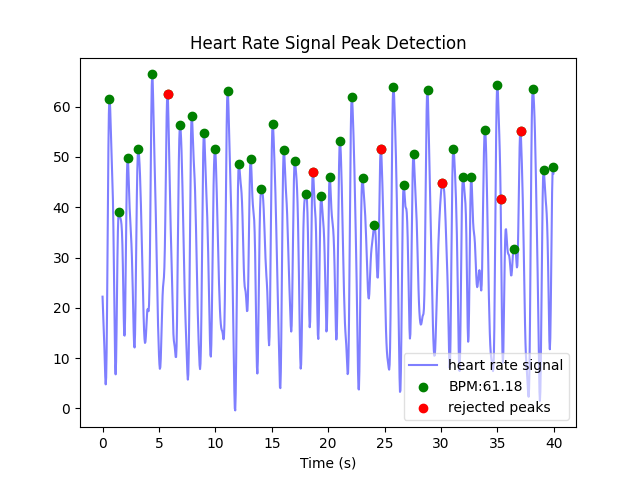 Heart Rate Signal Peak Detection
60
50
40
30
20
10
0
heart rate signal
BPM:61.18
rejected peaks
0 5 10 15 20 25 30 35 40
Time (s)